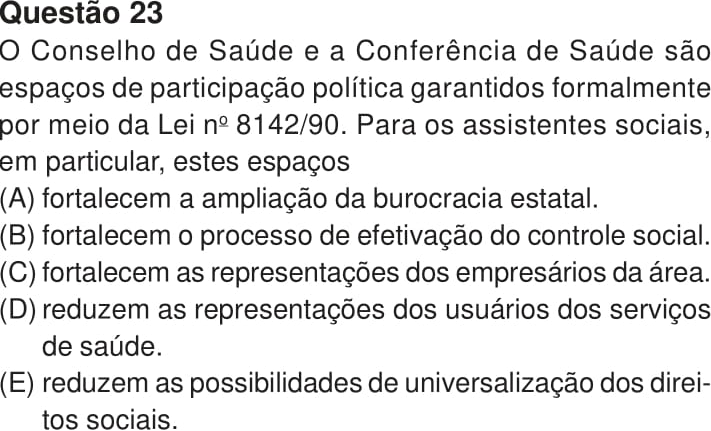 Questão 23
O Conselho de Saúde e a Conferência de Saúde são
espaços de participação política garantidos formalmente
por meio da Lei nº 8142/90. Para os assistentes sociais,
em particular, estes espaços
(A) fortalecem a ampliação da burocracia estatal.
(B) fortalecem o processo de efetivação do controle social.
(C) fortalecem as representações dos empresários da área.
(D) reduzem as representações dos usuários dos serviços
de saúde.
(E) reduzem as possibilidades de universalização dos direi-
tos sociais.